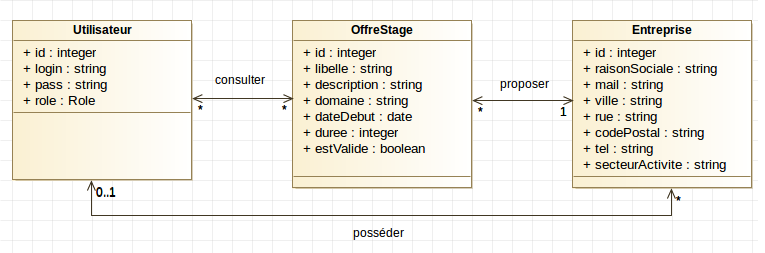 Utilisateur
+ id : integer
+ login : string
+ pass : string
+ role : Role
consulter
*
*
OffreStage
+ id : integer
+ libelle : string
+ description : string
+ domaine : string
+ dateDebut : date
+ duree : integer
+ estValide : boolean
proposer
*
1
Entreprise
+ id : integer
+ raisonSociale : string
+ mail : string
+ ville : string
+ rue : string
+ codePostal : string
+ tel : string
+ secteurActivite : string
0..1
*
posséder